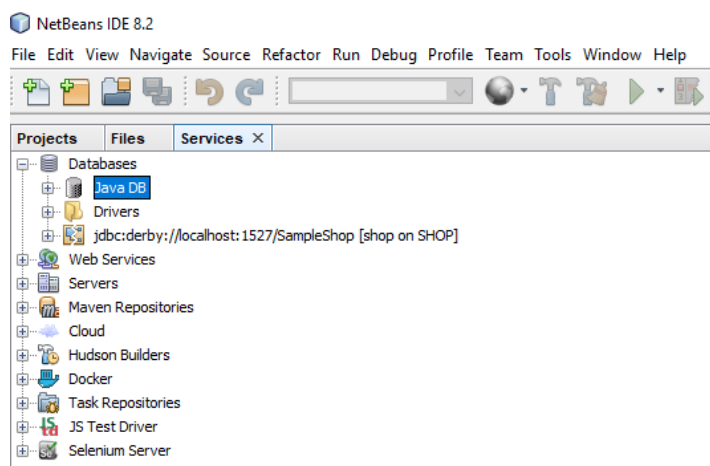 NetBeans IDE 8.2
File Edit View Navigate Source Refactor Run Debug Profile Team Tools Window Help
Projects Files Services ×
Databases
Java DB
Drivers
jdbc:derby://localhost:1527/SampleShop [shop on SHOP]
Web Services
Servers
Maven Repositories
Cloud
Hudson Builders
Docker
Task Repositories
JS Test Driver
Selenium Server